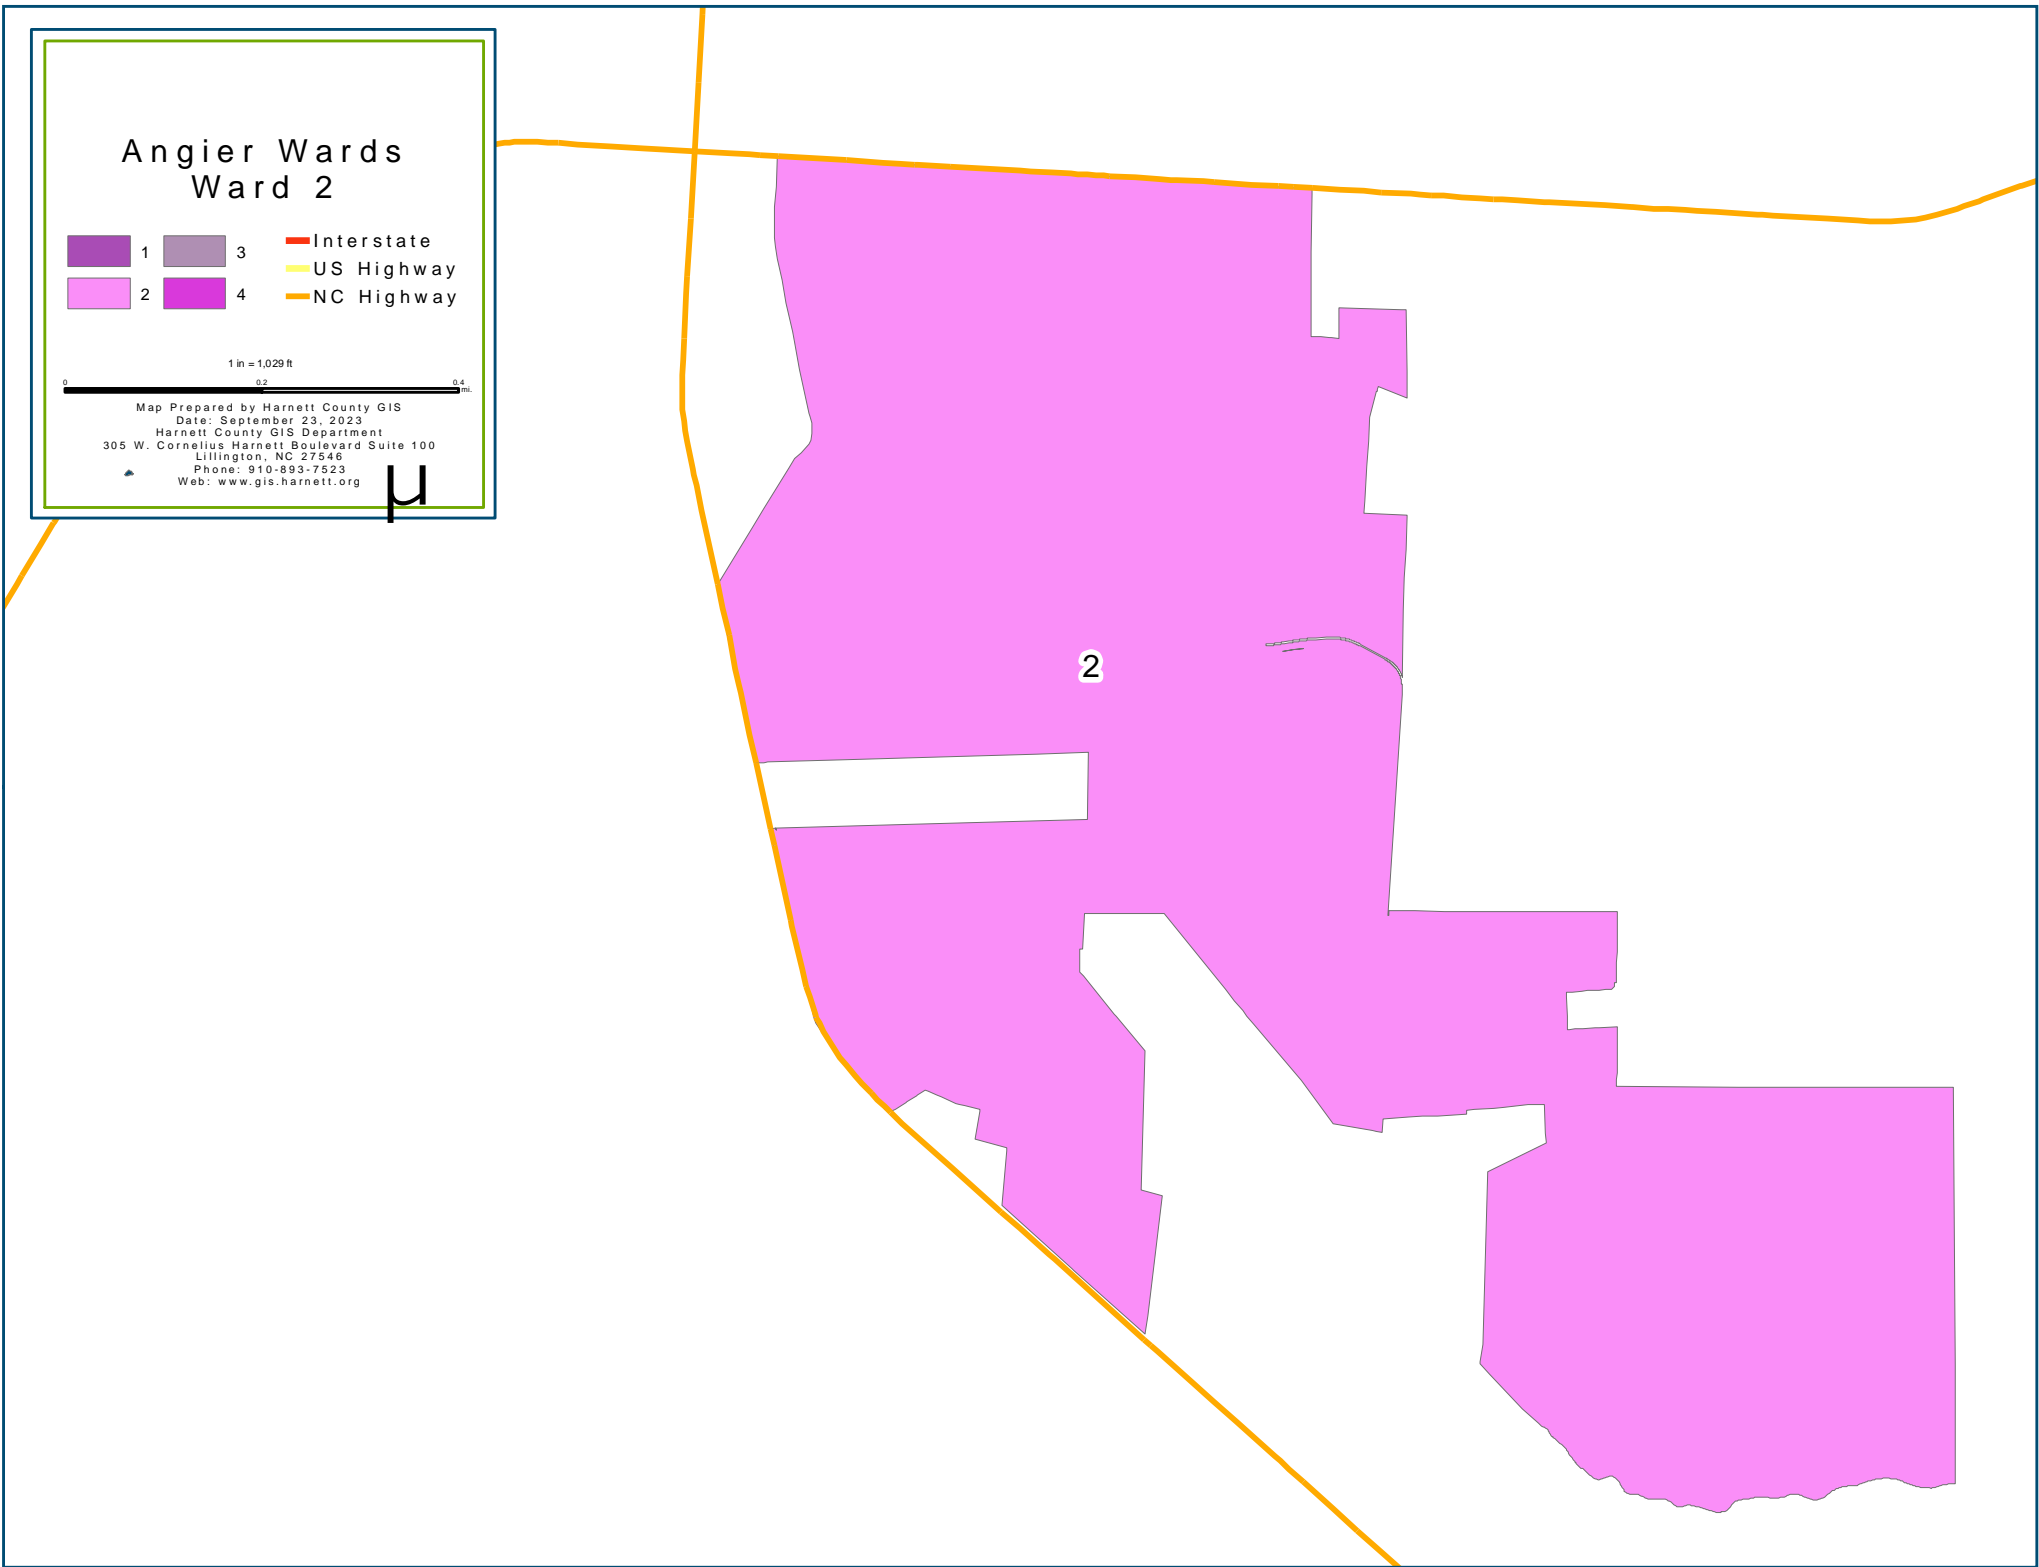 Angier Wards
Ward 2
1
3
Interstate
2
4
US Highway
NC Highway
1 in = 1,029 ft
0 0.2 0.4
mi.
Map Prepared by Harnett County GIS
Date: September 23, 2023
Harnett County GIS Department
305 W. Cornelius Harnett Boulevard Suite 100
Lillington, NC 27546
Phone: 910-893-7523
Web: www.gis.harnett.org
µ
2